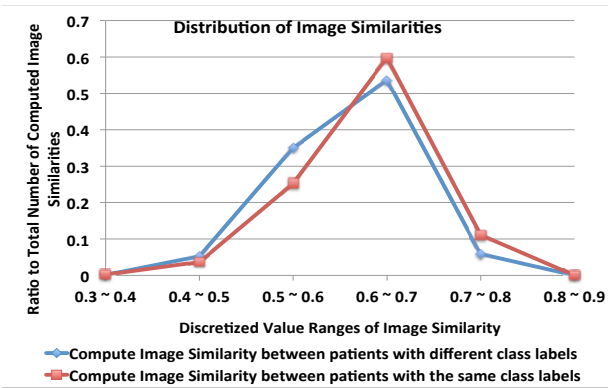 Distribution of Image Similarities
Ratio to Total Number of Computed Image
Similarities
0.7
0.6
0.5
0.4
0.3
0.2
0.1
0
0.3 ~ 0.4 0.4 ~ 0.5 0.5 ~ 0.6 0.6 ~ 0.7 0.7 ~ 0.8 0.8 ~ 0.9
Discretized Value Ranges of Image Similarity
Compute Image Similarity between patients with different class labels
Compute Image Similarity between patients with the same class labels